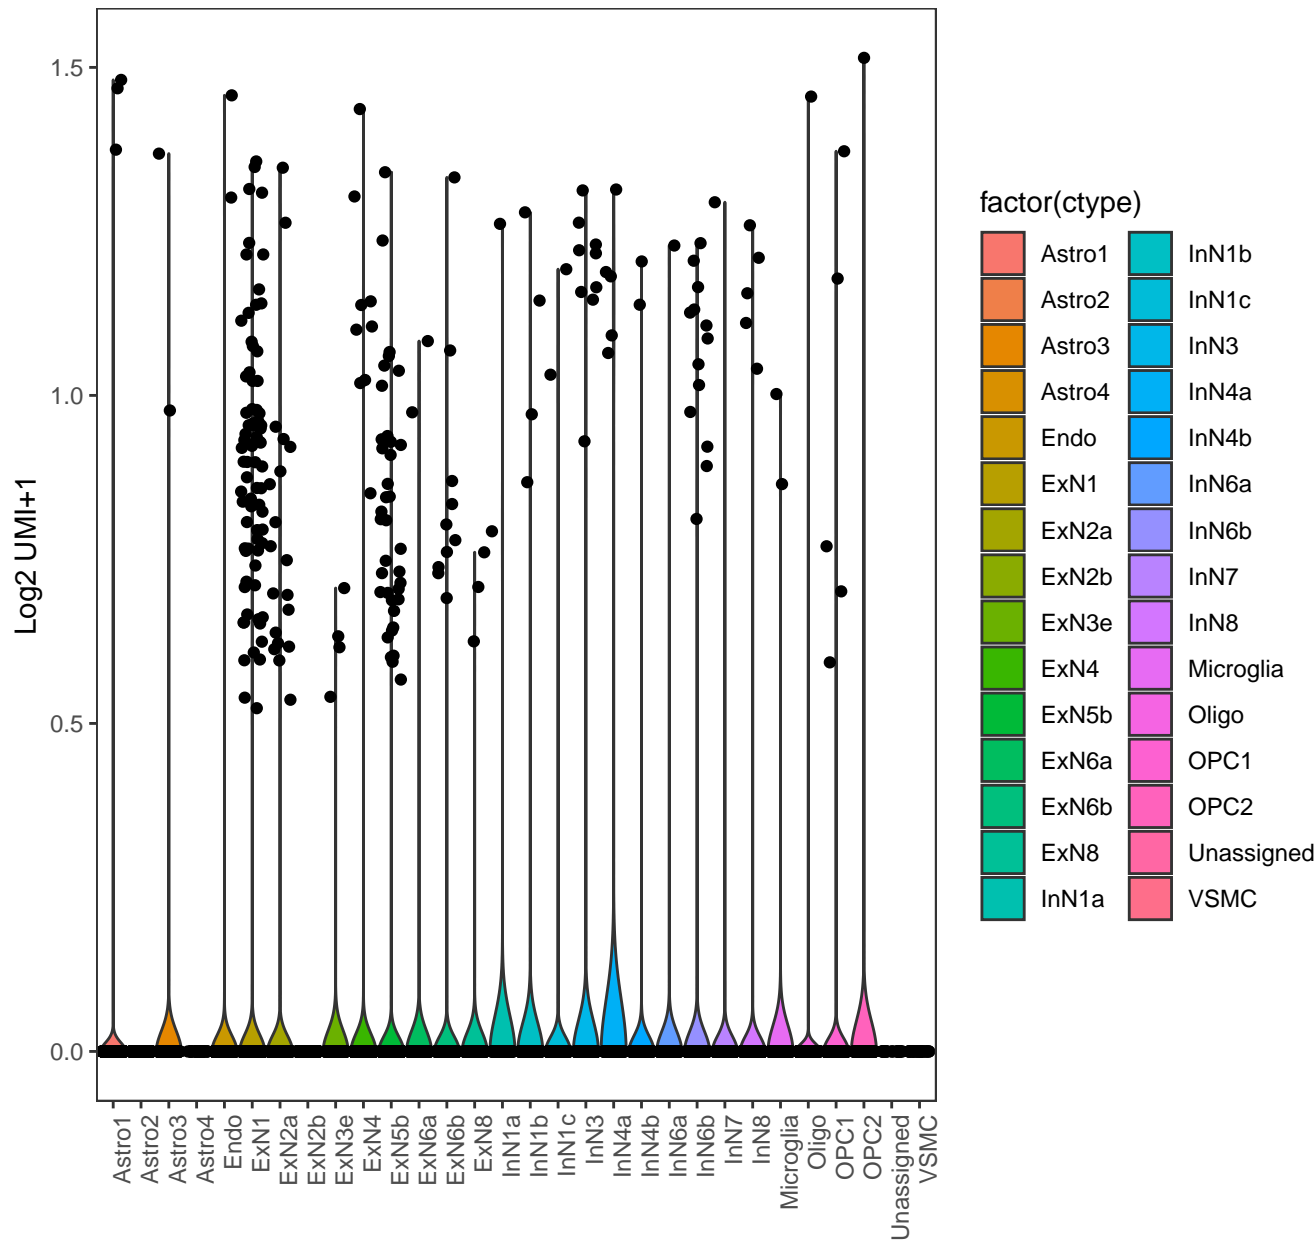 Log2 UMI+1
1.5
1.0
0.5
0.0
Astro1
Astro2
Astro3
Astro4
Endo
ExN1
ExN2a
ExN2b
ExN3e
ExN4
ExN5b
ExN6a
ExN6b
ExN8
InN1a
InN1b
InN1c
InN3
InN4a
InN4b
InN6a
InN6b
InN7
InN8
Microglia
Oligo
OPC1
OPC2
Unassigned
VSMC
factor(ctype)
Astro1
Astro2
Astro3
Astro4
Endo
ExN1
ExN2a
ExN2b
ExN3e
ExN4
ExN5b
ExN6a
ExN6b
ExN8
InN1a
InN1b
InN1c
InN3
InN4a
InN4b
InN6a
InN6b
InN7
InN8
Microglia
Oligo
OPC1
OPC2
Unassigned
VSMC